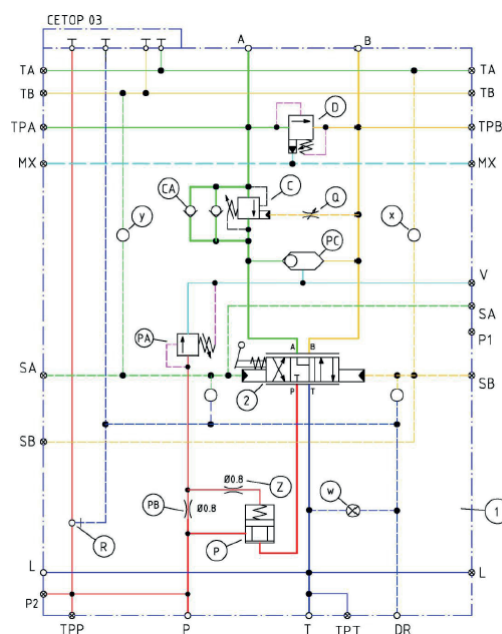 CETOP 03
T T T T
A B
TA TA
TB TB
D
TPA TPB
MX MX
CA C Q
y PC x
V
SA
PA P1
A B
SA SB
P T
2
SB
Z
Ø0.8
PB Ø0.8 W 1
P
R
L L
P2
TPP P T TPT DR